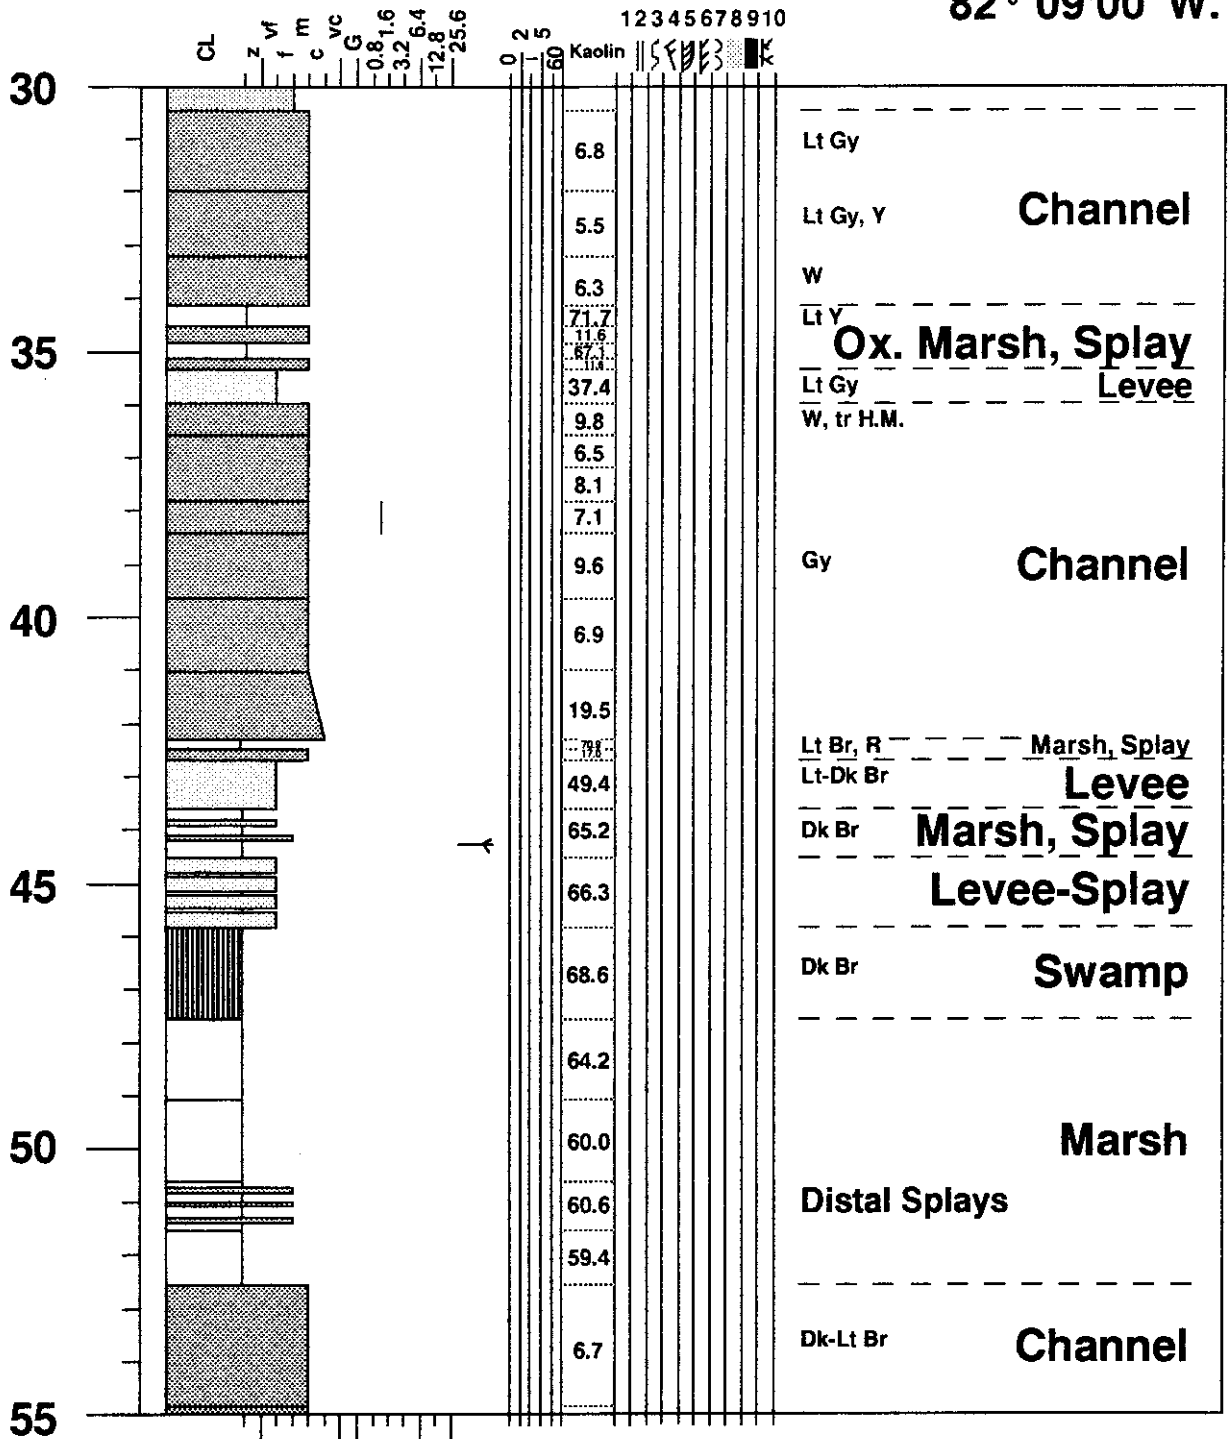 82° 09'00" W.
CL z vf f m c vc G 0.8 1.6 3.2 6.4 12.8 25.6 0 2 5 60 Kaolin 1 2 3 4 5 6 7 8 9 10
30
6.8 Lt Gy
5.5 Lt Gy, Y Channel
6.3 W
71.7 Lt Y
11.6
35 67.1 Ox. Marsh, Splay
37.4 Lt Gy Levee
9.8 W, tr H.M.
6.5
8.1
7.1
9.6 Gy Channel
40 6.9
19.5
Lt Br, R Marsh, Splay
49.4 Lt-Dk Br Levee
65.2 Dk Br Marsh, Splay
45 66.3 Levee-Splay
68.6 Dk Br Swamp
64.2
50 60.0 Marsh
60.6 Distal Splays
59.4
6.7 Dk-Lt Br Channel
55